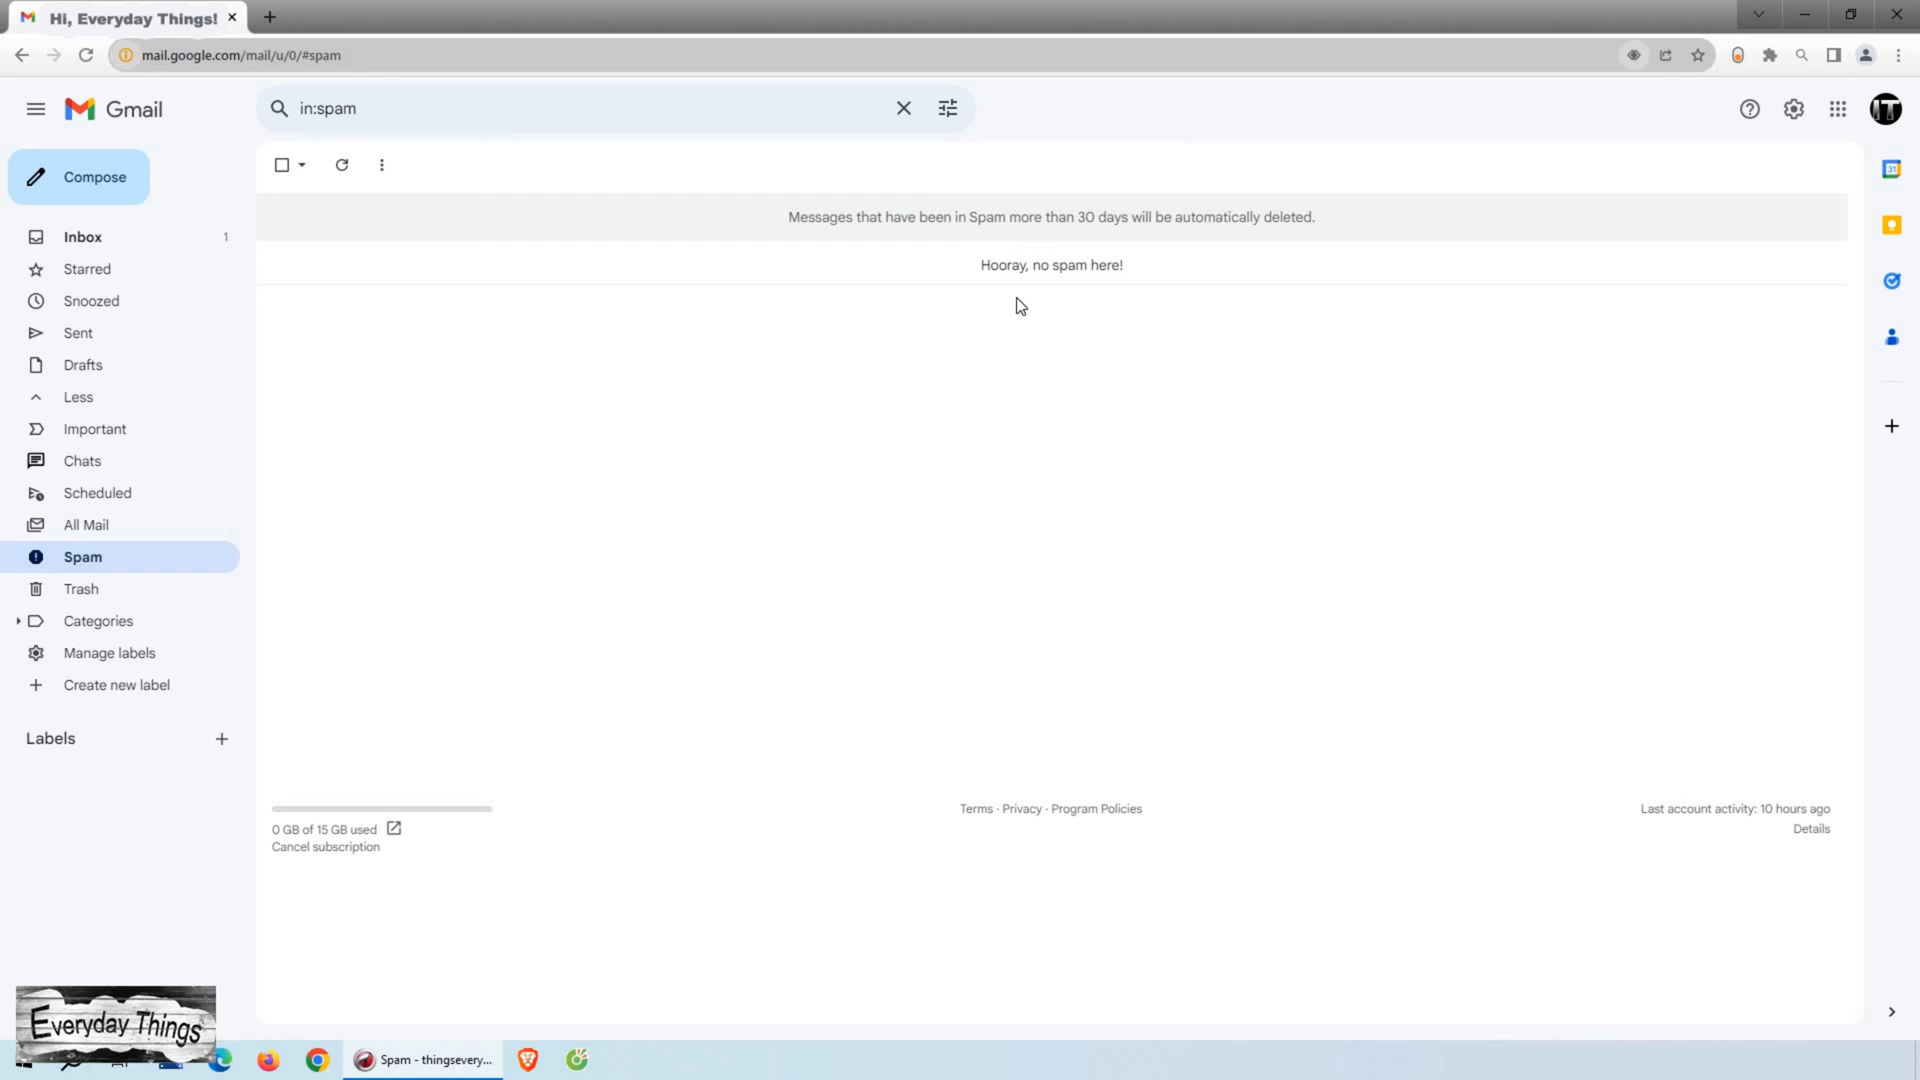 Hi, Everyday Things!
mail.google.com/mail/u/0/#spam
Gmail
in:spam
Compose
Messages that have been in Spam more than 30 days will be automatically deleted.
Inbox 1
Hooray, no spam here!
Starred
Snoozed
Sent
Drafts
Less
Important
Chats
Scheduled
All Mail
Spam
Trash
Categories
Manage labels
Create new label
Labels
31
IT
0 GB of 15 GB used
Cancel subscription
Terms · Privacy · Program Policies
Last account activity: 10 hours ago
Details
Everyday Things
Spam - thingsevery...